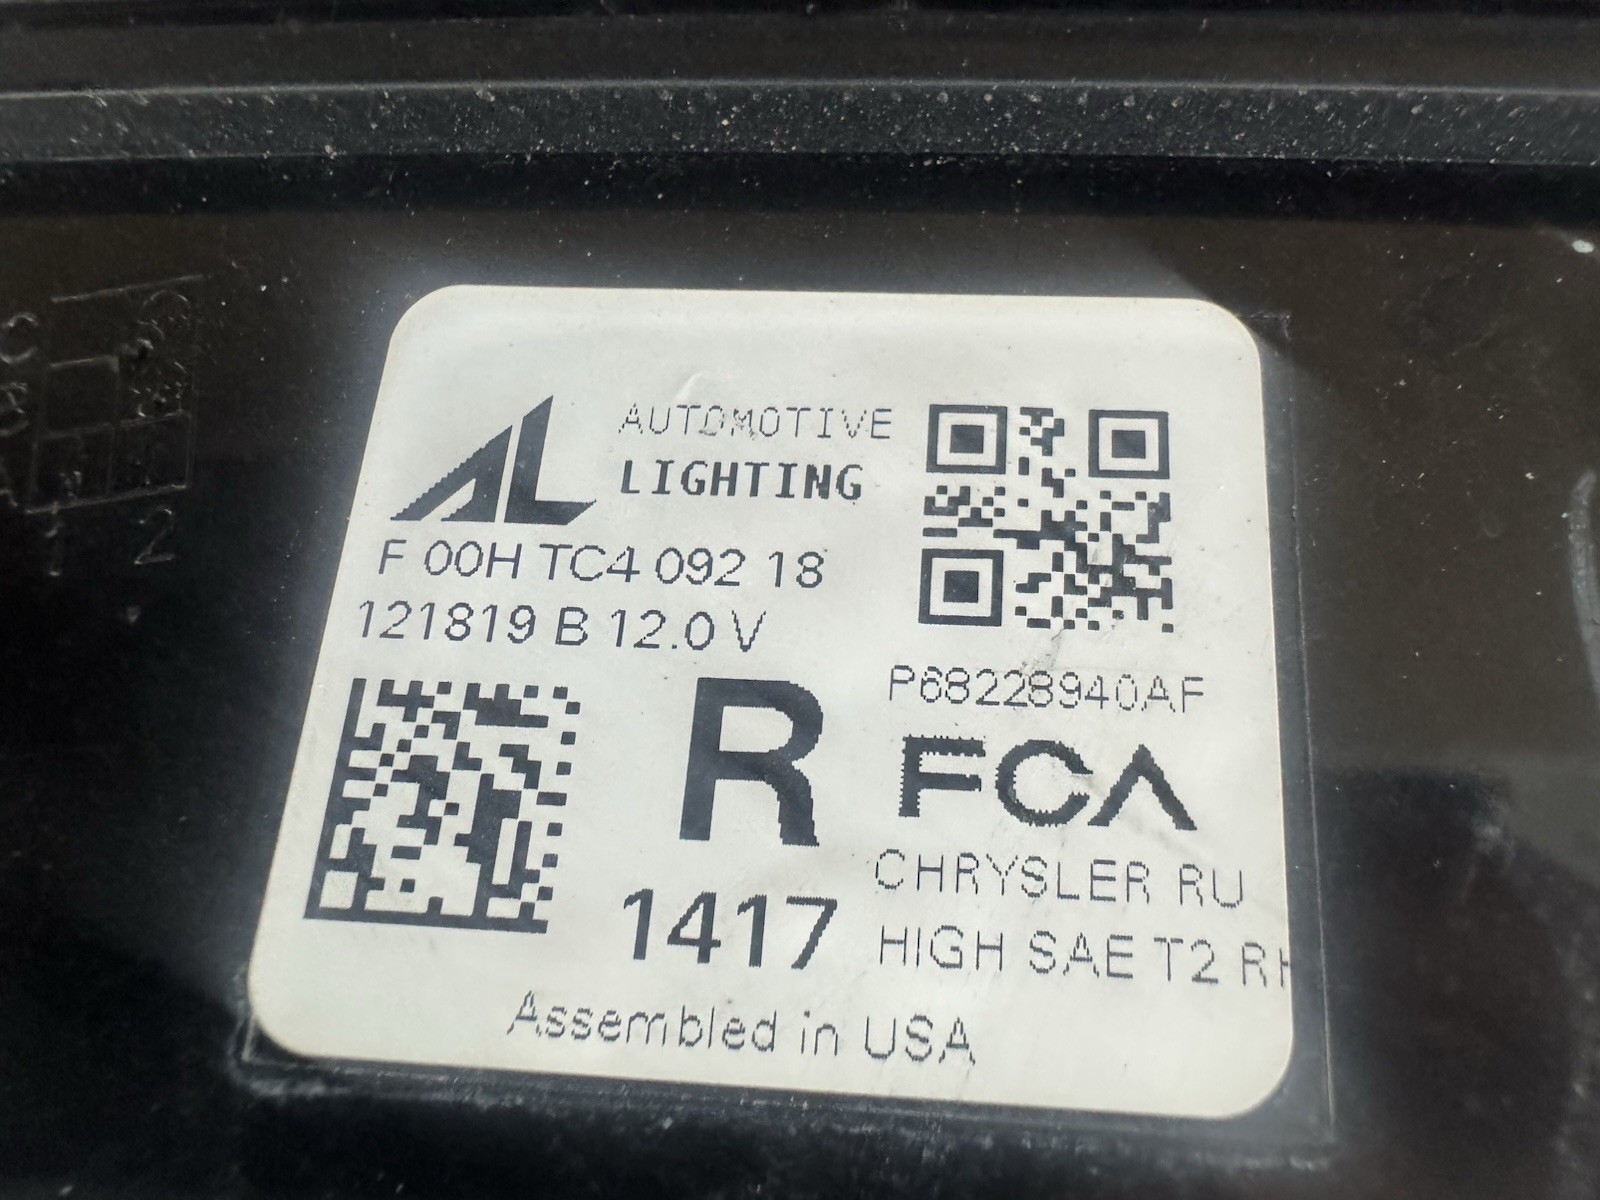 AL
AUTOMOTIVE
LIGHTING
F 00H TC4 092 18
121819 B 12.0 V
P68228940AF
R
FCA
1417
CHRYSLER RU
HIGH SAE T2 RH
Assembled in USA
2